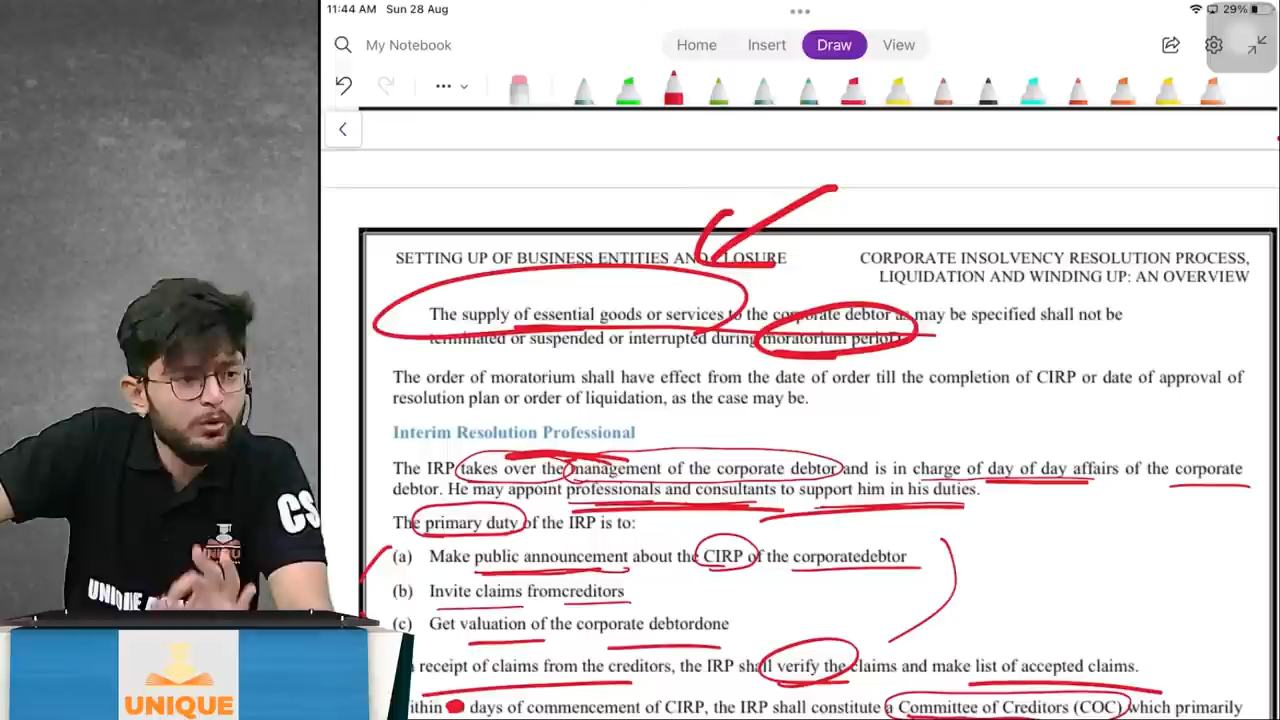 11:44 AM Sun 28 Aug
29%
My Notebook
Home Insert Draw View
SETTING UP OF BUSINESS ENTITIES AND CLOSURE
CORPORATE INSOLVENCY RESOLUTION PROCESS,
LIQUIDATION AND WINDING UP: AN OVERVIEW
The supply of essential goods or services to the corporate debtor as may be specified shall not be
terminated or suspended or interrupted during moratorium period
The order of moratorium shall have effect from the date of order till the completion of CIRP or date of approval of
resolution plan or order of liquidation, as the case may be.
Interim Resolution Professional
The IRP takes over the management of the corporate debtor and is in charge of day of day affairs of the corporate
debtor. He may appoint professionals and consultants to support him in his duties.
The primary duty of the IRP is to:
(a) Make public announcement about the CIRP of the corporatedebtor
(b) Invite claims fromcreditors
(c) Get valuation of the corporate debtordone
receipt of claims from the creditors, the IRP shall verify the claims and make list of accepted claims.
ithin days of commencement of CIRP, the IRP shall constitute a Committee of Creditors (COC) which primarily
CS
UNIQUE
UNIQUE